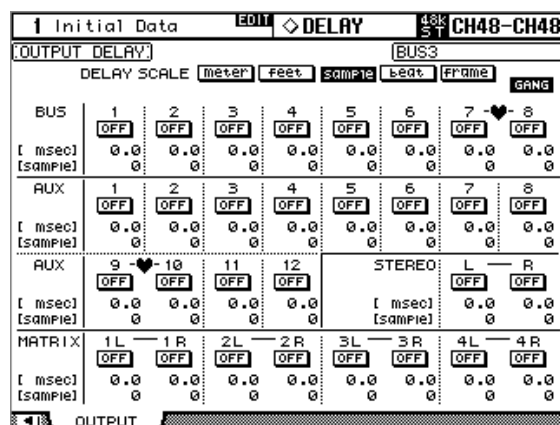 1 Initial Data EDIT ◇DELAY 48K ST CH48-CH48
OUTPUT DELAY BUS3
DELAY SCALE meter feet sample beat frame
GANG
BUS 1 2 3 4 5 6 7-♥-8
OFF OFF OFF OFF OFF OFF OFF OFF
[ msec] 0.0 0.0 0.0 0.0 0.0 0.0 0.0 0.0
[sample] 0 0 0 0 0 0 0 0
AUX 1 2 3 4 5 6 7 8
OFF OFF OFF OFF OFF OFF OFF OFF
[ msec] 0.0 0.0 0.0 0.0 0.0 0.0 0.0 0.0
[sample] 0 0 0 0 0 0 0 0
AUX 9-♥-10 11 12 STEREO L — R
OFF OFF OFF OFF OFF OFF
[ msec] 0.0 0.0 0.0 0.0 [ msec] 0.0 0.0
[sample] 0 0 0 0 [sample] 0 0
MATRIX 1L — 1R 2L — 2R 3L — 3R 4L — 4R
OFF OFF OFF OFF OFF OFF OFF OFF
[ msec] 0.0 0.0 0.0 0.0 0.0 0.0 0.0 0.0
[sample] 0 0 0 0 0 0 0 0
OUTPUT